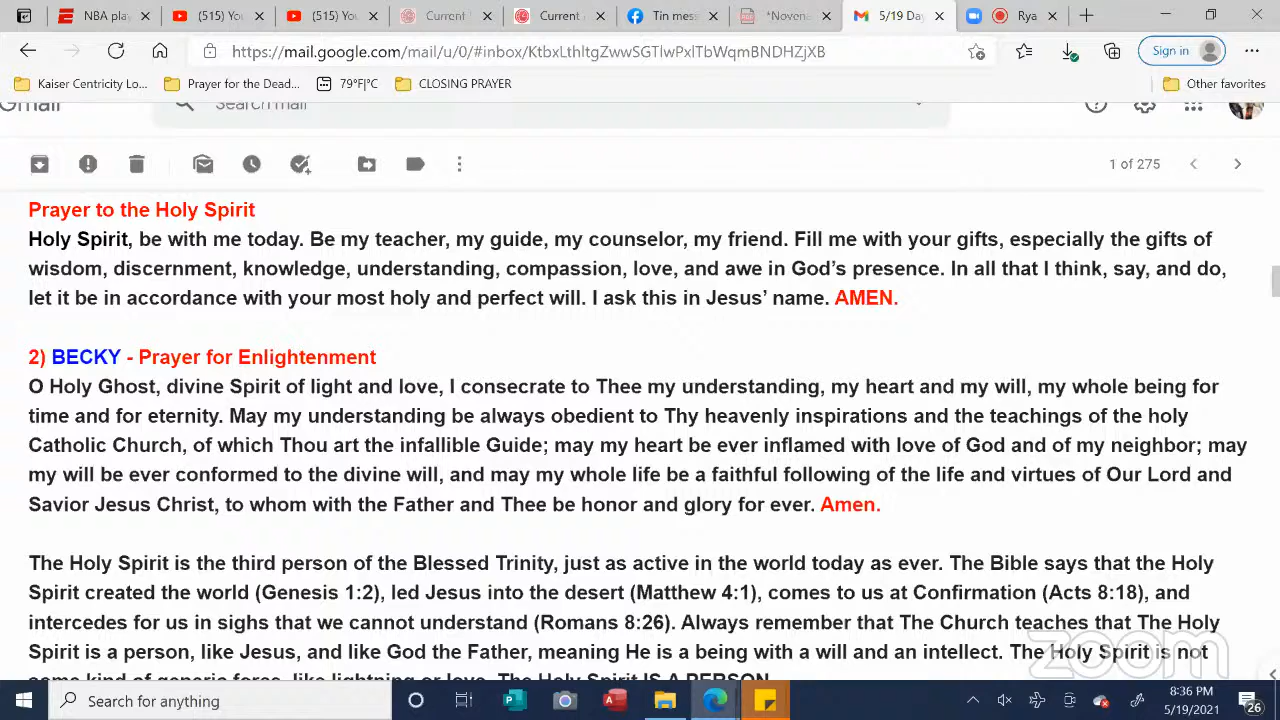 NBA pla
(515) You
(515) You
Current
Current
Tin mess
"Novena
5/19 Day
Rya
https://mail.google.com/mail/u/0/#inbox/KtbxLthltgZwwSGTlwPxlTbWqmBNDHZjXB
Sign in
Kaiser Centricity Lo...
Prayer for the Dead...
79°F|°C
CLOSING PRAYER
Other favorites
Gmail
Search mail
1 of 275
Prayer to the Holy Spirit
Holy Spirit, be with me today. Be my teacher, my guide, my counselor, my friend. Fill me with your gifts, especially the gifts of
wisdom, discernment, knowledge, understanding, compassion, love, and awe in God's presence. In all that I think, say, and do,
let it be in accordance with your most holy and perfect will. I ask this in Jesus' name. AMEN.
2) BECKY - Prayer for Enlightenment
O Holy Ghost, divine Spirit of light and love, I consecrate to Thee my understanding, my heart and my will, my whole being for
time and for eternity. May my understanding be always obedient to Thy heavenly inspirations and the teachings of the holy
Catholic Church, of which Thou art the infallible Guide; may my heart be ever inflamed with love of God and of my neighbor; may
my will be ever conformed to the divine will, and may my whole life be a faithful following of the life and virtues of Our Lord and
Savior Jesus Christ, to whom with the Father and Thee be honor and glory for ever. Amen.
The Holy Spirit is the third person of the Blessed Trinity, just as active in the world today as ever. The Bible says that the Holy
Spirit created the world (Genesis 1:2), led Jesus into the desert (Matthew 4:1), comes to us at Confirmation (Acts 8:18), and
intercedes for us in sighs that we cannot understand (Romans 8:26). Always remember that The Church teaches that The Holy
Spirit is a person, like Jesus, and like God the Father, meaning He is a being with a will and an intellect. The Holy Spirit is not
some kind of generic force, like lightning or love. The Holy Spirit IS A PERSON.
zoom
Search for anything
8:36 PM
5/19/2021
26